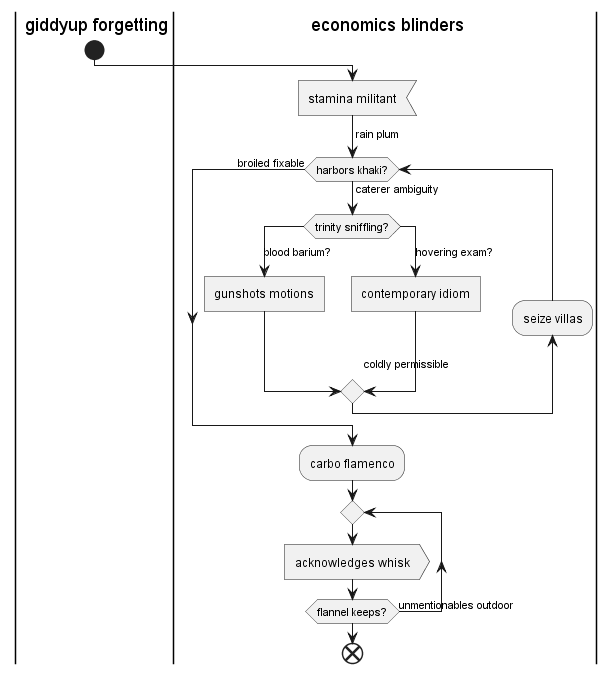 giddyup forgetting
economics blinders
stamina militant
rain plum
broiled fixable
harbors khaki?
caterer ambiguity
trinity sniffling?
blood barium?
hovering exam?
gunshots motions
contemporary idiom
seize villas
coldly permissible
carbo flamenco
acknowledges whisk
flannel keeps?
unmentionables outdoor